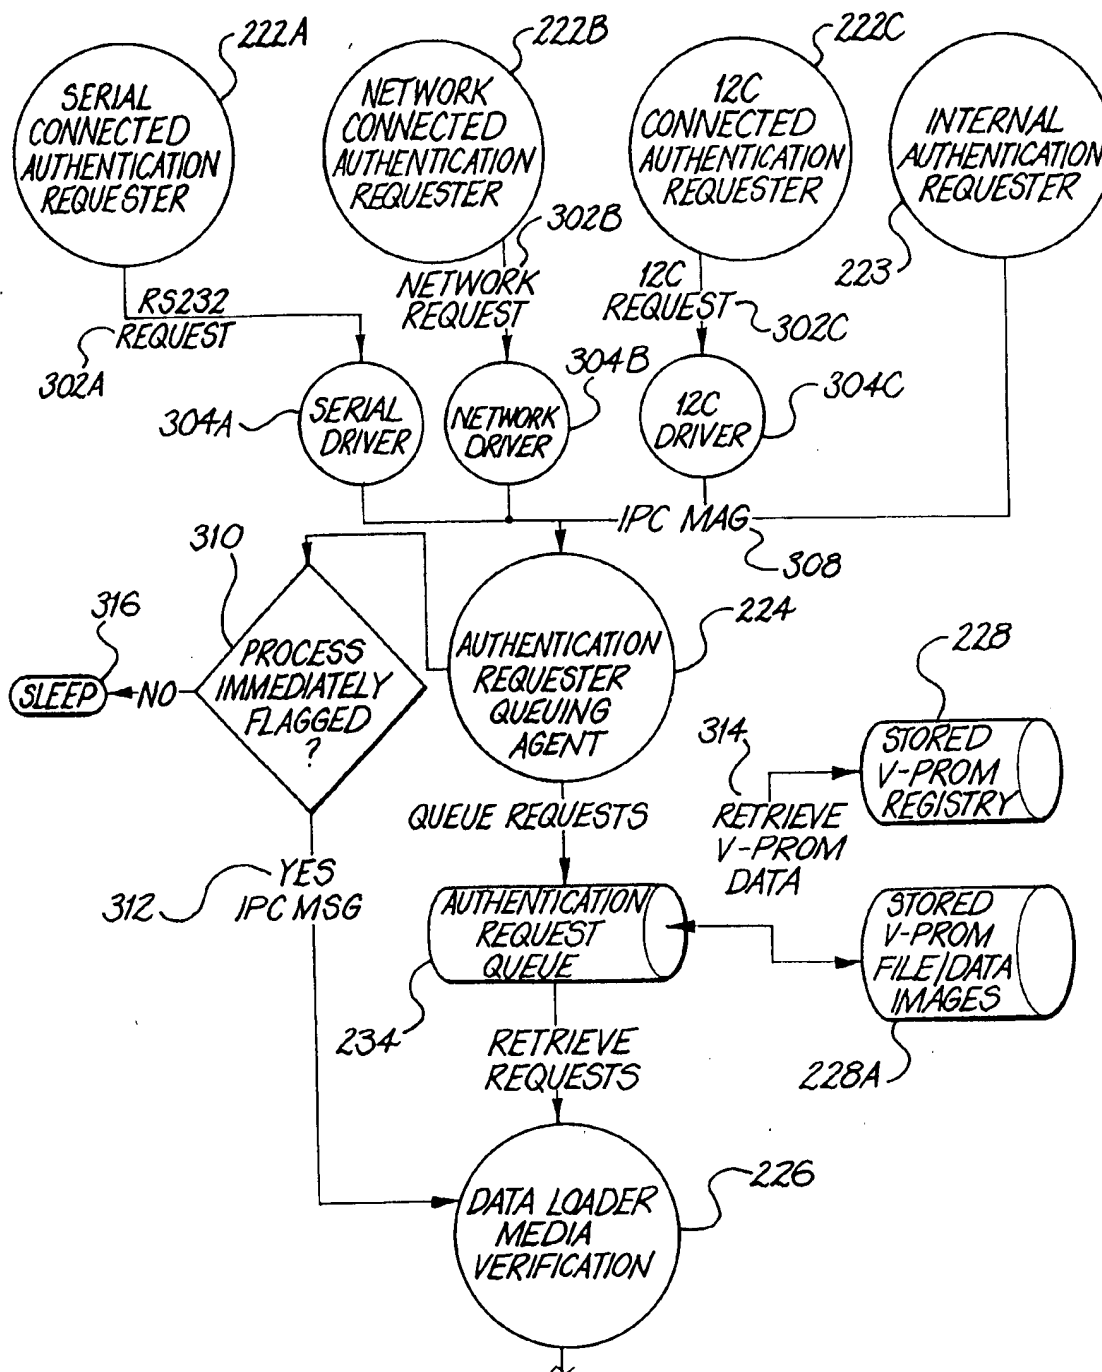 222A
222B
222C
SERIAL
CONNECTED
AUTHENTICATION
REQUESTER
NETWORK
CONNECTED
AUTHENTICATION
REQUESTER
12C
CONNECTED
AUTHENTICATION
REQUESTER
INTERNAL
AUTHENTICATION
REQUESTER
223
RS232
REQUEST
302A
302B
NETWORK
REQUEST
12C
REQUEST
302C
304A
SERIAL
DRIVER
304B
NETWORK
DRIVER
12C
DRIVER
304C
IPC MAG
308
310
316
SLEEP
NO
PROCESS
IMMEDIATELY
FLAGGED
?
AUTHENTICATION
REQUESTER
QUEUING
AGENT
224
228
STORED
V-PROM
REGISTRY
314
RETRIEVE
V-PROM
DATA
QUEUE REQUESTS
312
YES
IPC MSG
AUTHENTICATION
REQUEST
QUEUE
234
STORED
V-PROM
FILE/DATA
IMAGES
228A
RETRIEVE
REQUESTS
DATA LOADER
MEDIA
VERIFICATION
226